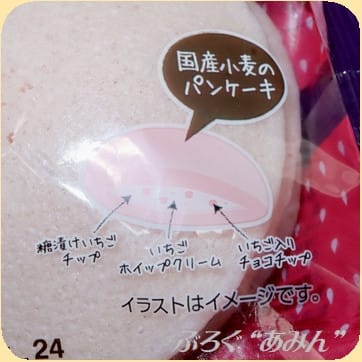 国産小麦の
パンケーキ
糖漬けいちご
チップ
いちご
ホイップクリーム
いちご入り
チョコチップ
イラストはイメージです。
24
ぶろぐ“あみん”